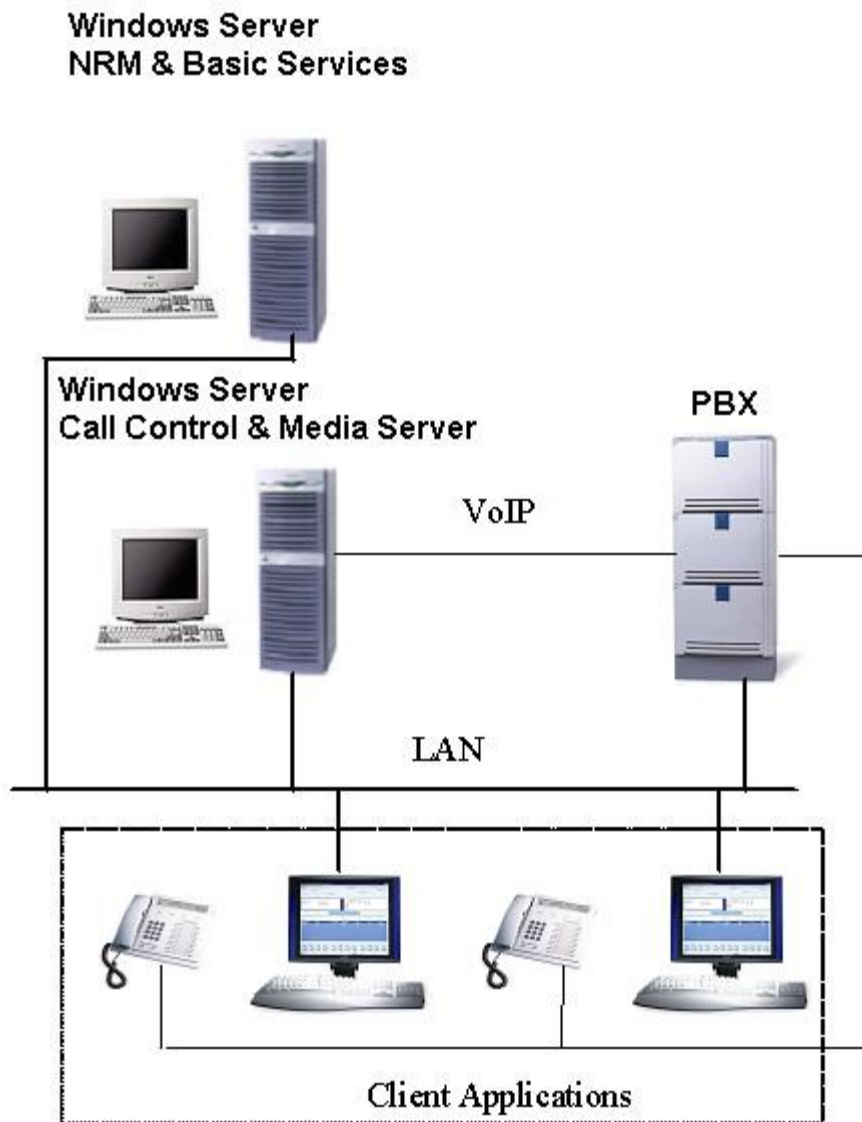 Windows Server
NRM & Basic Services
Windows Server
Call Control & Media Server
PBX
VoIP
LAN
Client Applications